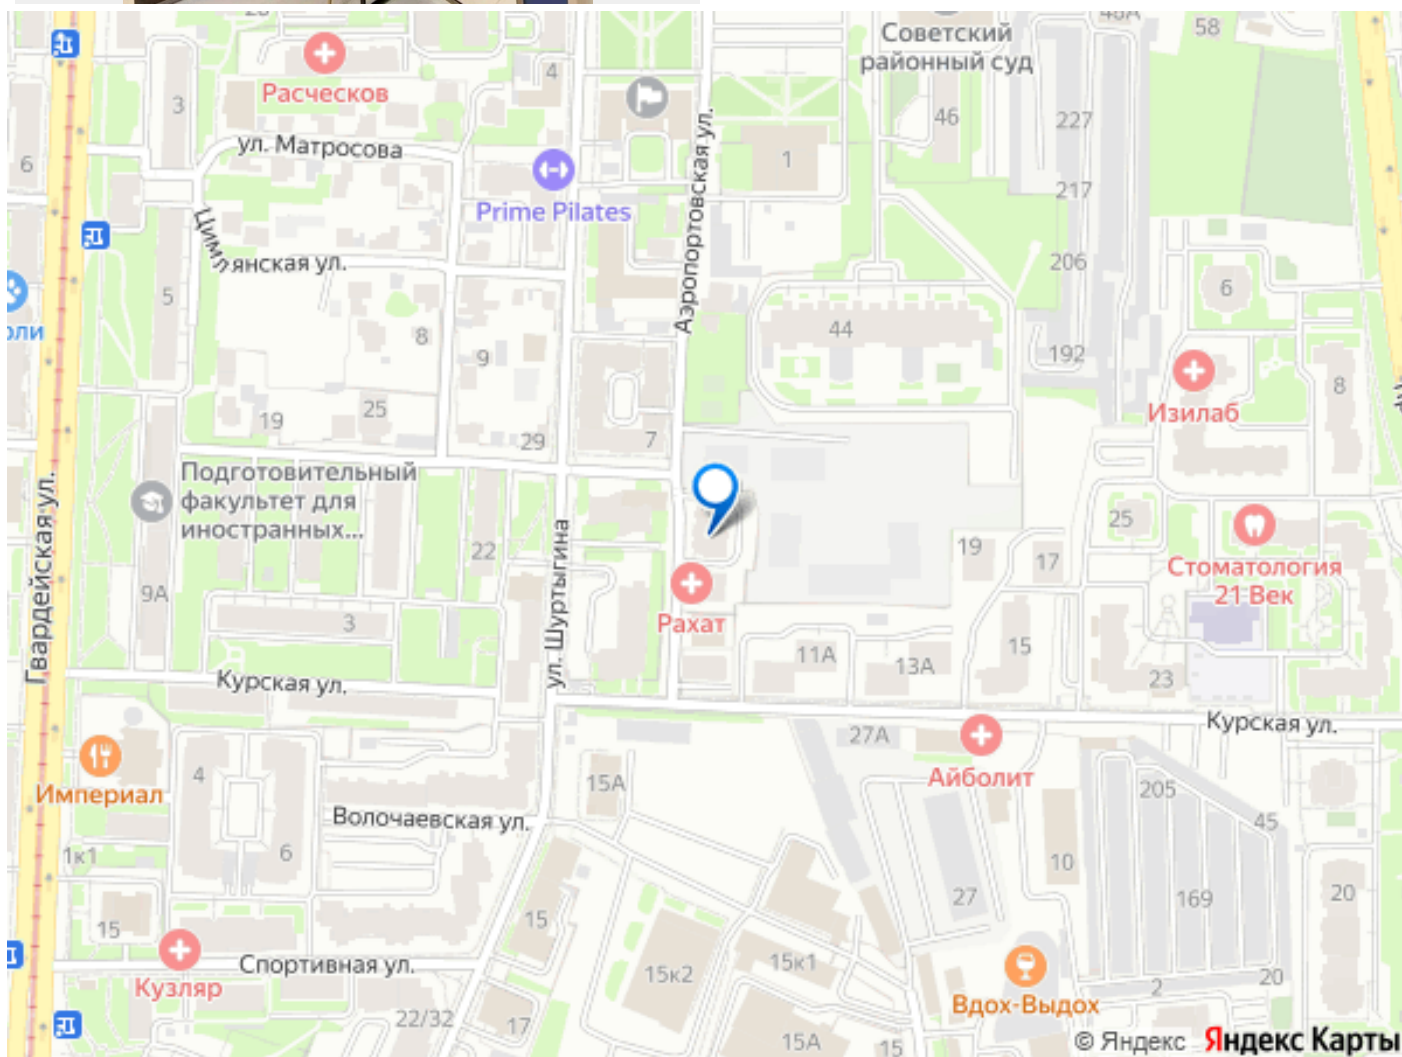 Советский
районный суд
48А
58
28
4
3
Расческов
46
227
ул. Матросова
1
6
217
Prime Pilates
Аэропортовская ул.
Цимлянская ул.
206
5
6
44
8
9
192
8
Изилаб
19
25
29
7
Подготовительный
факультет для
иностранных...
Гвардейская ул.
22
25
19
17
Стоматология
21 Век
9А
3
ул. Шуртыгина
Рахат
11А
13А
15
23
Курская ул.
Курская ул.
27А
Айболит
Империал
4
15А
205
45
Волочаевская ул.
1к1
6
10
27
169
20
15
15
Кузляр
Спортивная ул.
15к2
15к1
Вдох-Выдох
2
20
22/32
17
15А
15
© Яндекс Яндекс Карты